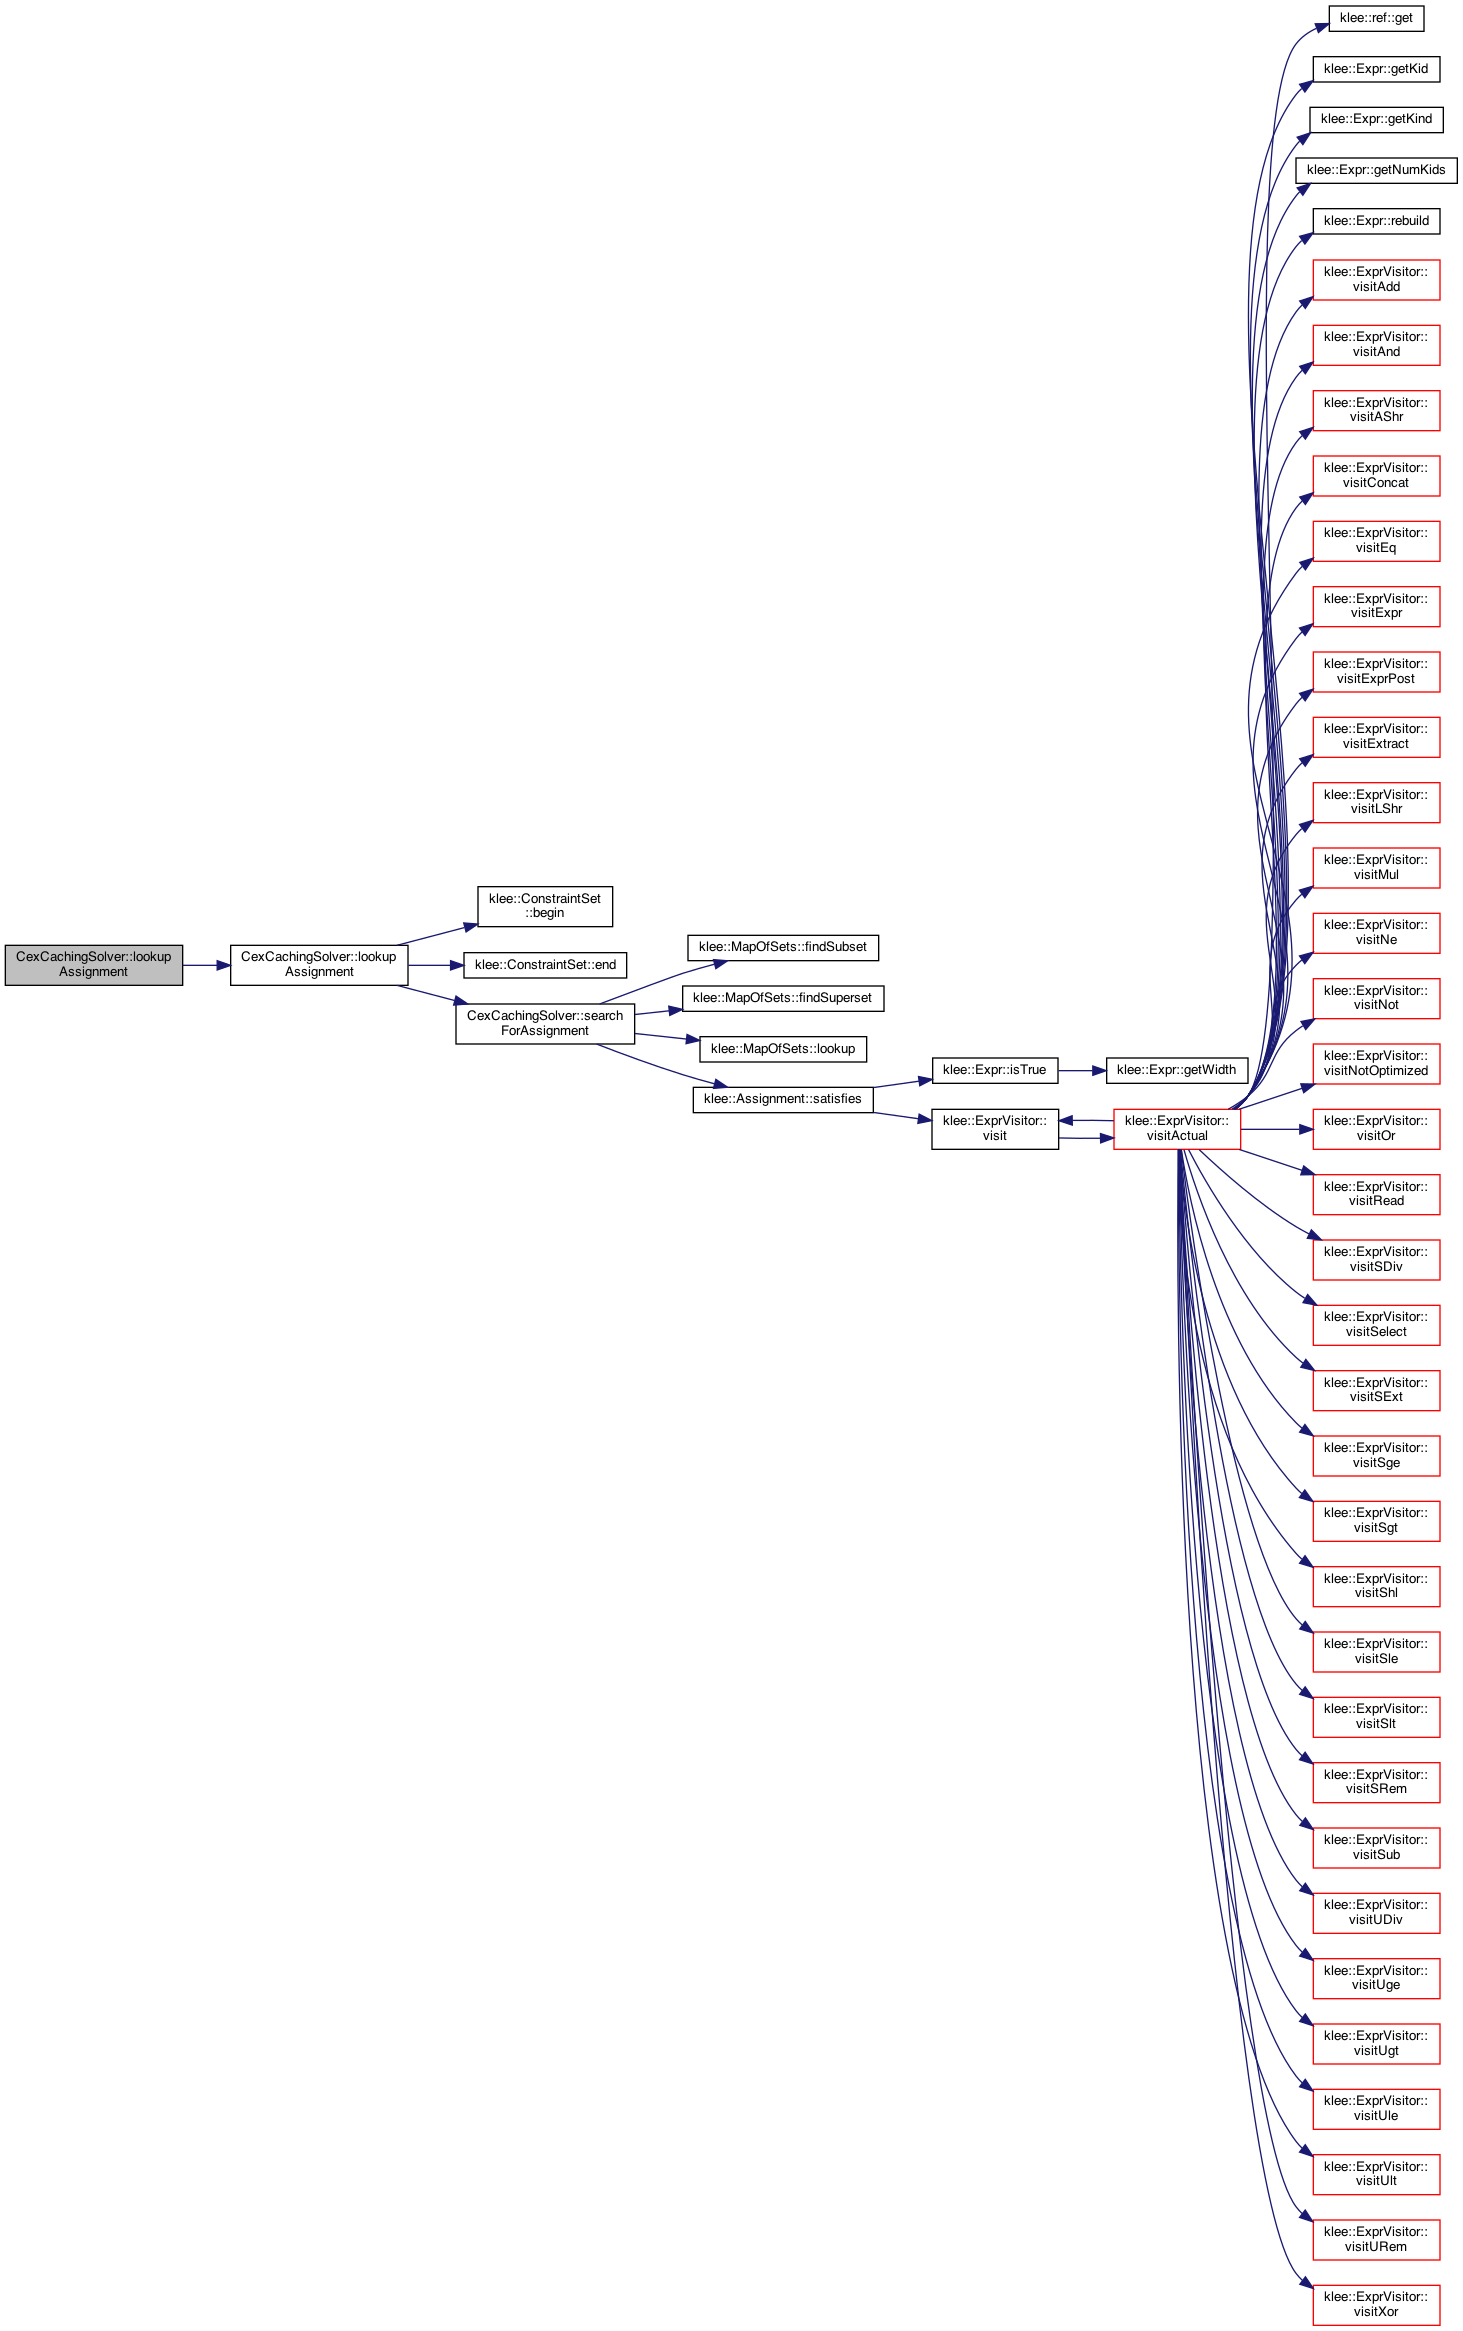 CexCachingSolver::lookup
Assignment
CexCachingSolver::lookup
Assignment
klee::ConstraintSet
::begin
klee::ConstraintSet::end
CexCachingSolver::search
ForAssignment
klee::MapOfSets::findSubset
klee::MapOfSets::findSuperset
klee::MapOfSets::lookup
klee::Assignment::satisfies
klee::Expr::isTrue
klee::Expr::getWidth
klee::ExprVisitor::
visit
klee::ExprVisitor::
visitActual
klee::ref::get
klee::Expr::getKid
klee::Expr::getKind
klee::Expr::getNumKids
klee::Expr::rebuild
klee::ExprVisitor::
visitAdd
klee::ExprVisitor::
visitAnd
klee::ExprVisitor::
visitAShr
klee::ExprVisitor::
visitConcat
klee::ExprVisitor::
visitEq
klee::ExprVisitor::
visitExpr
klee::ExprVisitor::
visitExprPost
klee::ExprVisitor::
visitExtract
klee::ExprVisitor::
visitLShr
klee::ExprVisitor::
visitMul
klee::ExprVisitor::
visitNe
klee::ExprVisitor::
visitNot
klee::ExprVisitor::
visitNotOptimized
klee::ExprVisitor::
visitOr
klee::ExprVisitor::
visitRead
klee::ExprVisitor::
visitSDiv
klee::ExprVisitor::
visitSelect
klee::ExprVisitor::
visitSExt
klee::ExprVisitor::
visitSge
klee::ExprVisitor::
visitSgt
klee::ExprVisitor::
visitShl
klee::ExprVisitor::
visitSle
klee::ExprVisitor::
visitSlt
klee::ExprVisitor::
visitSRem
klee::ExprVisitor::
visitSub
klee::ExprVisitor::
visitUDiv
klee::ExprVisitor::
visitUge
klee::ExprVisitor::
visitUgt
klee::ExprVisitor::
visitUle
klee::ExprVisitor::
visitUlt
klee::ExprVisitor::
visitURem
klee::ExprVisitor::
visitXor